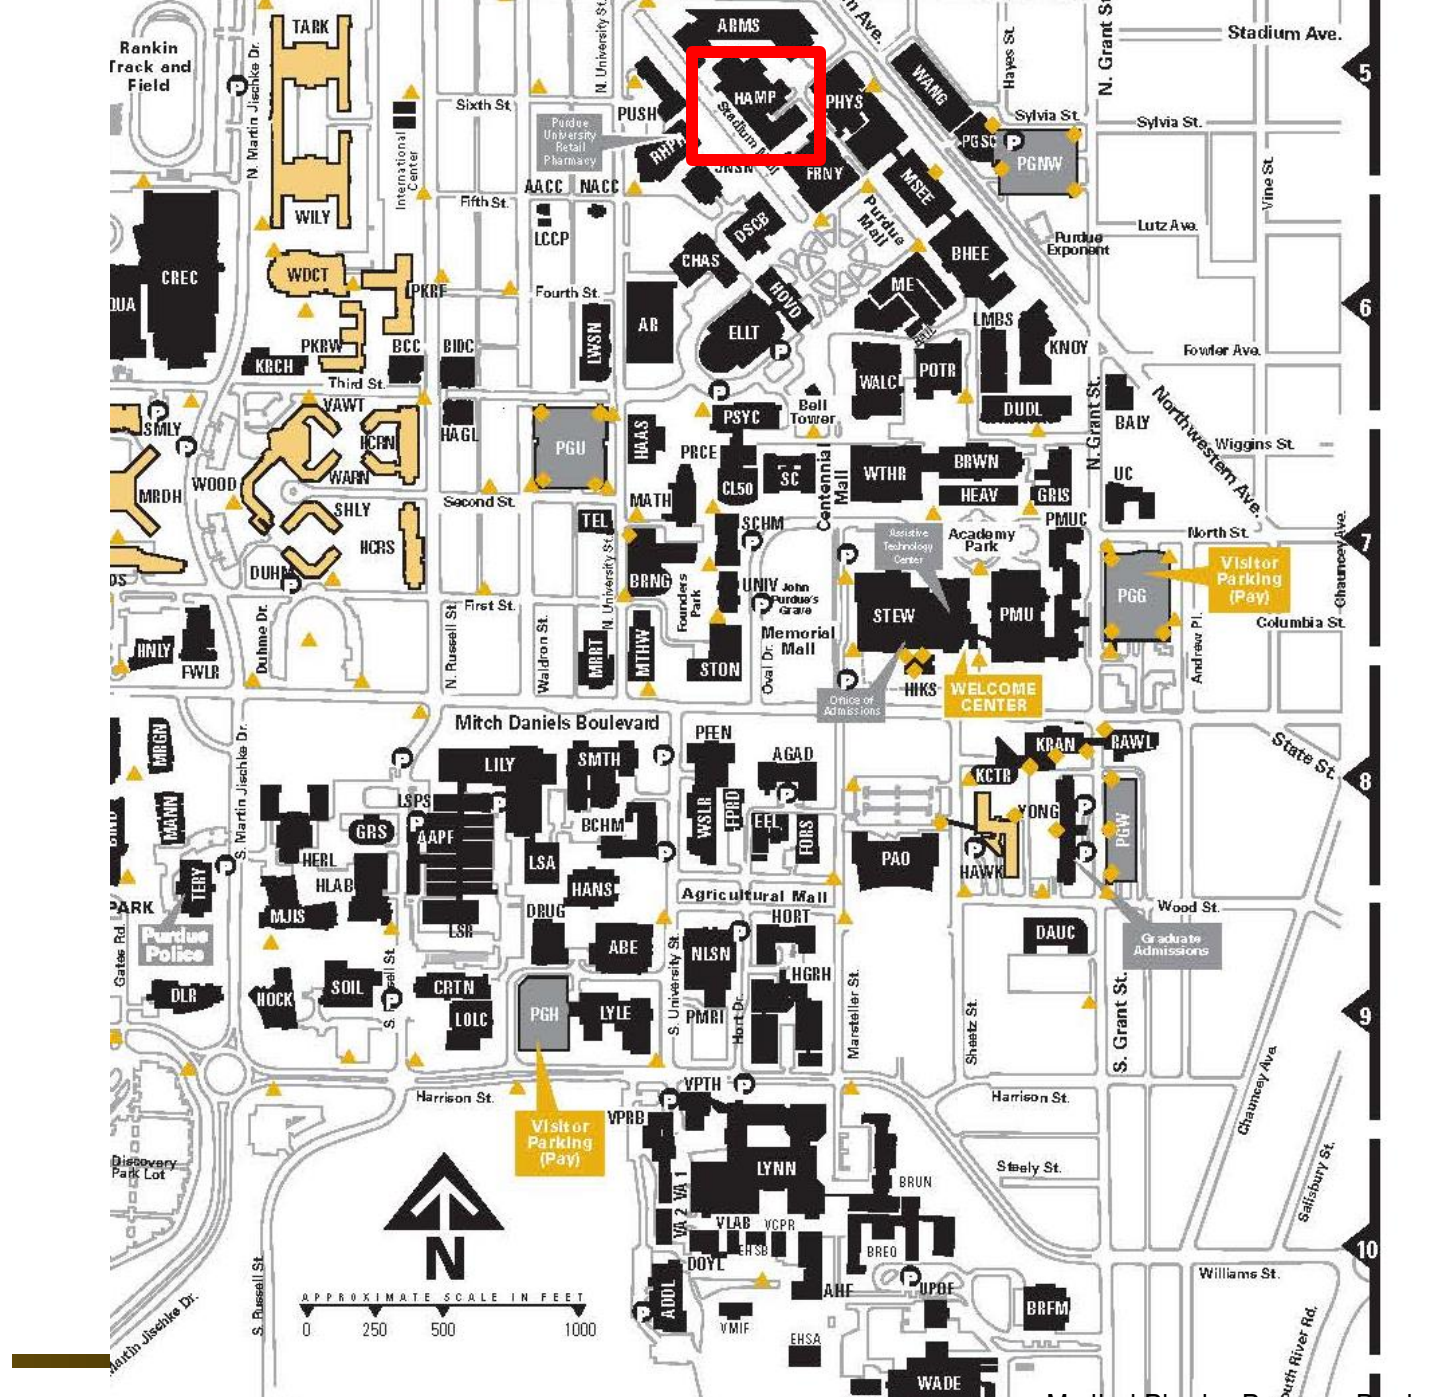 ARMS
N. Grant St.
Stadium Ave.
TARK
Rankin
Track and
Field
N. Martin Jischke Dr.
N. University St.
Hayes St.
WANG
5
HAMP
PHYS
Sixth St.
PUSH
Sylvia St.
Sylvia St.
Purdue
University
Retail
Pharmacy
International
Center
Stadium Mall
PGSC
PGNW
RHPH
JNSN
FRNY
MSEE
Vine St.
AACC
NACC
WILY
Fifth St.
LCCP
DSCB
Purdue
Mall
Lutz Ave.
Purdue
Exponent
BHEE
CREC
WDCT
CHAS
PKRF
Fourth St.
HOVD
ME
6
AR
ELLT
LMBS
KNOY
LWSN
PKRW
BCC
BIDC
KRCH
WALC
POTR
Fowler Ave.
Third St.
Bell
Tower
PSYC
DUDL
BALY
N. Grant St.
Northwestern Ave.
VAWT
SMLY
HCRN
HAGL
PGU
HAAS
PRCE
Wiggins St.
WARN
MRDH
WOOD
CL50
SC
Centennial
Mall
WTHR
BRWN
HEAV
GRIS
UC
Second St.
MATH
SHLY
TEL
SCHM
PMUC
North St.
Assistive
Technology
Center
Academy
Park
7
HCRS
Chauncey Ave.
DUHM
BRNG
UNIV
John
Purdue's
Grave
Visitor
Parking
(Pay)
PGG
Founders
Park
N. University St.
First St.
STEW
PMU
Columbia St.
Memorial
Mall
HNLY
FWLR
Duhme Dr.
N. Russell St.
Waldron St.
MRRT
MTHW
STON
Oval Dr.
Andrew Pl.
HIKS
Office of
Admissions
WELCOME
CENTER
Mitch Daniels Boulevard
MRGN
PFEN
AGAD
KRAN
RAWL
State St.
S. Martin Jischke Dr.
LILY
SMTH
KCTR
8
LSPS
MANN
GRS
AAPF
BCHM
WSLR
FPRD
EEL
FORS
YONG
PGW
HERL
LSA
PAO
HAWK
HLAB
TERY
HANS
Agricultural Mall
PARK
MJIS
DRUG
HORT
Wood St.
LSR
Purdue
Police
ABE
NLSN
DAUC
Graduate
Admissions
Gates Rd.
HGRH
SOIL
CRTN
DLR
HOCK
LOLC
PGH
LYLE
PMRI
S. University St.
Hort Dr.
Marsteller St.
Sheetz St.
S. Grant St.
9
Chauncey Ave.
VPTH
Harrison St.
Harrison St.
Visitor
Parking
(Pay)
VPRB
Discovery
Park Lot
LYNN
Steely St.
VA 1
BRUN
Salisbury St.
VA 2
VLAB
VCPR
N
EHSB
BREQ
10
DOYL
Williams St.
APPROXIMATE SCALE IN FEET
ADDL
AHF
UPOF
BRFM
0 250 500 1000
VMIF
S. Russell St.
EHSA
WADE